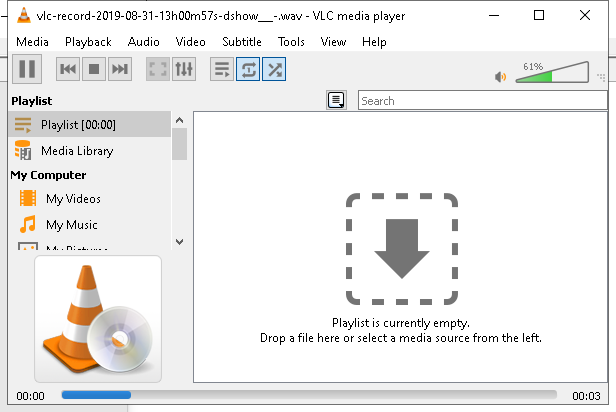 vlc-record-2019-08-31-13h00m57s-dshow___-.wav - VLC media player
Media Playback Audio Video Subtitle Tools View Help
61%
Playlist
Search
Playlist [00:00]
Media Library
My Computer
My Videos
My Music
My Pictures
Playlist is currently empty.
Drop a file here or select a media source from the left.
00:00
00:03